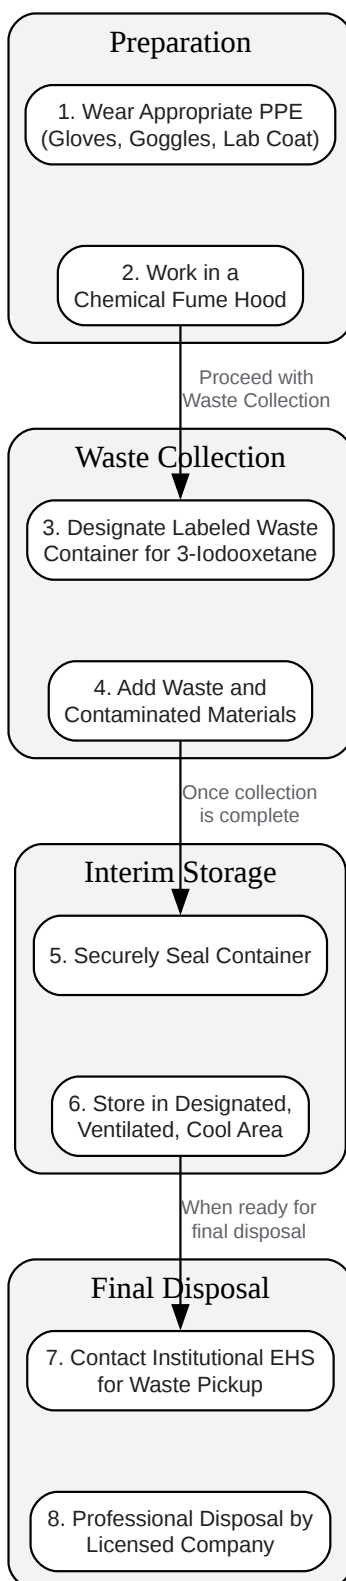 Preparation
1. Wear Appropriate PPE
(Gloves, Goggles, Lab Coat)
2. Work in a
Chemical Fume Hood
Proceed with
Waste Collection
Waste Collection
3. Designate Labeled Waste
Container for 3-Iodooxetane
4. Add Waste and
Contaminated Materials
Once collection
is complete
Interim Storage
5. Securely Seal Container
6. Store in Designated,
Ventilated, Cool Area
When ready for
final disposal
Final Disposal
7. Contact Institutional EHS
for Waste Pickup
8. Professional Disposal by
Licensed Company